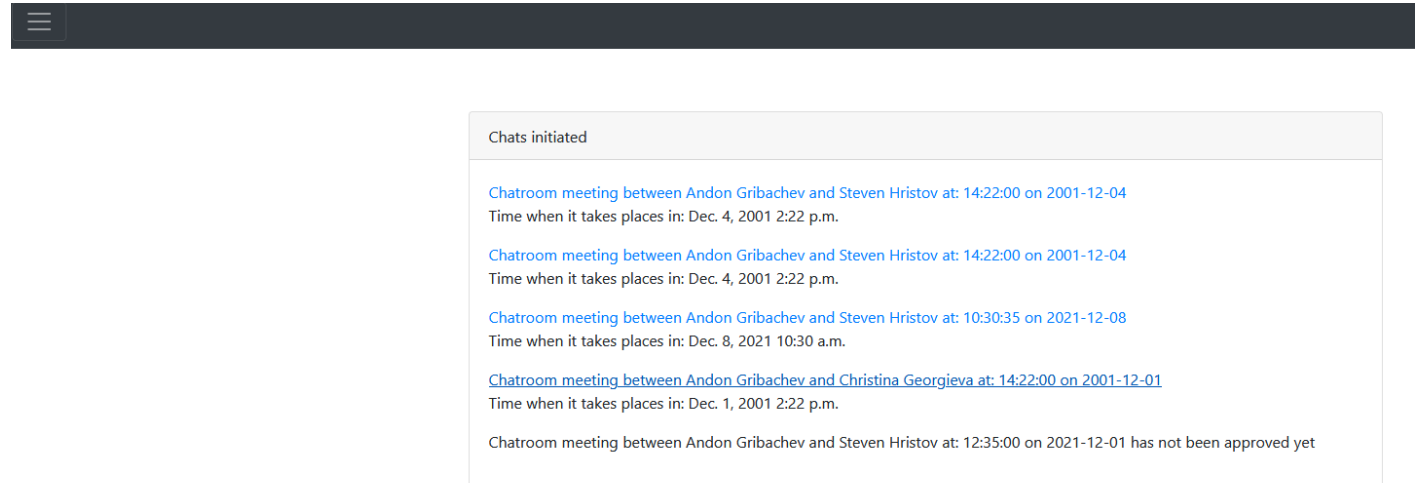 Chats initiated
Chatroom meeting between Andon Gribachev and Steven Hristov at: 14:22:00 on 2001-12-04
Time when it takes places in: Dec. 4, 2001 2:22 p.m.
Chatroom meeting between Andon Gribachev and Steven Hristov at: 14:22:00 on 2001-12-04
Time when it takes places in: Dec. 4, 2001 2:22 p.m.
Chatroom meeting between Andon Gribachev and Steven Hristov at: 10:30:35 on 2021-12-08
Time when it takes places in: Dec. 8, 2021 10:30 a.m.
Chatroom meeting between Andon Gribachev and Christina Georgieva at: 14:22:00 on 2001-12-01
Time when it takes places in: Dec. 1, 2001 2:22 p.m.
Chatroom meeting between Andon Gribachev and Steven Hristov at: 12:35:00 on 2021-12-01 has not been approved yet